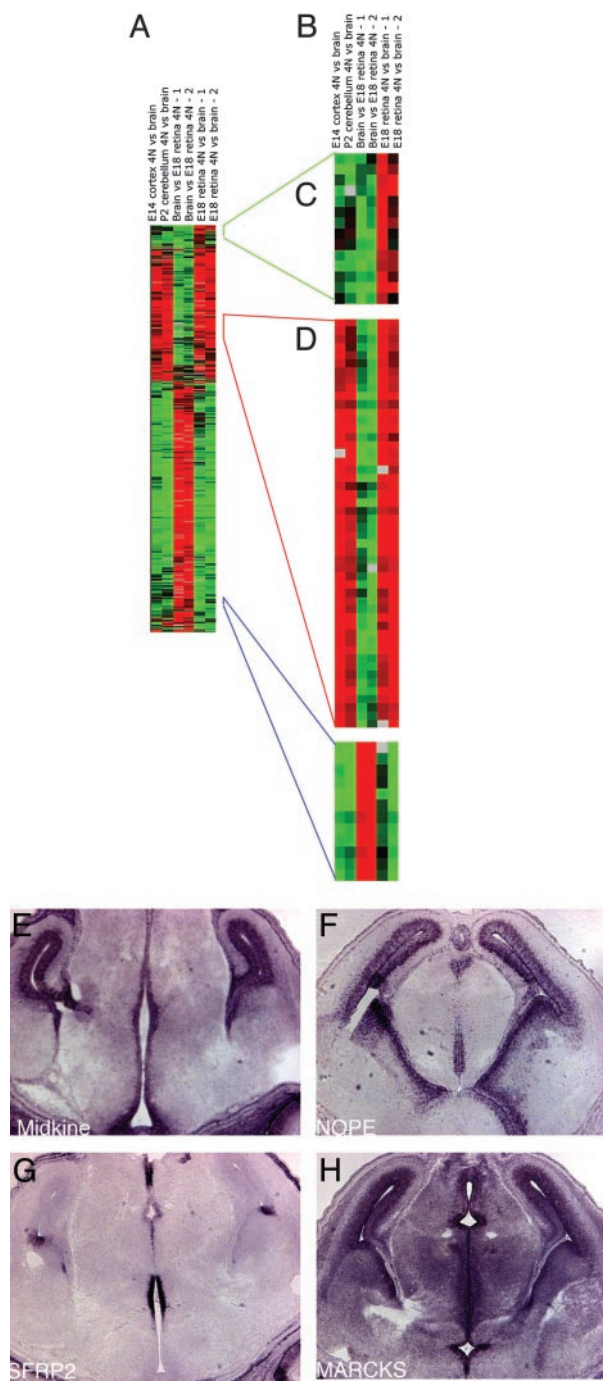 A
B
E14 cortex 4N vs brain
P2 cerebellum 4N vs brain
Brain vs E18 retina 4N - 1
Brain vs E18 retina 4N - 2
E18 retina 4N vs brain - 1
E18 retina 4N vs brain - 2
E14 cortex 4N vs brain
P2 cerebellum 4N vs brain
Brain vs E18 retina 4N - 1
Brain vs E18 retina 4N - 2
E18 retina 4N vs brain - 1
E18 retina 4N vs brain - 2
C
D
E
Midkine
F
NOPE
G
SFRP2
H
MARCKS